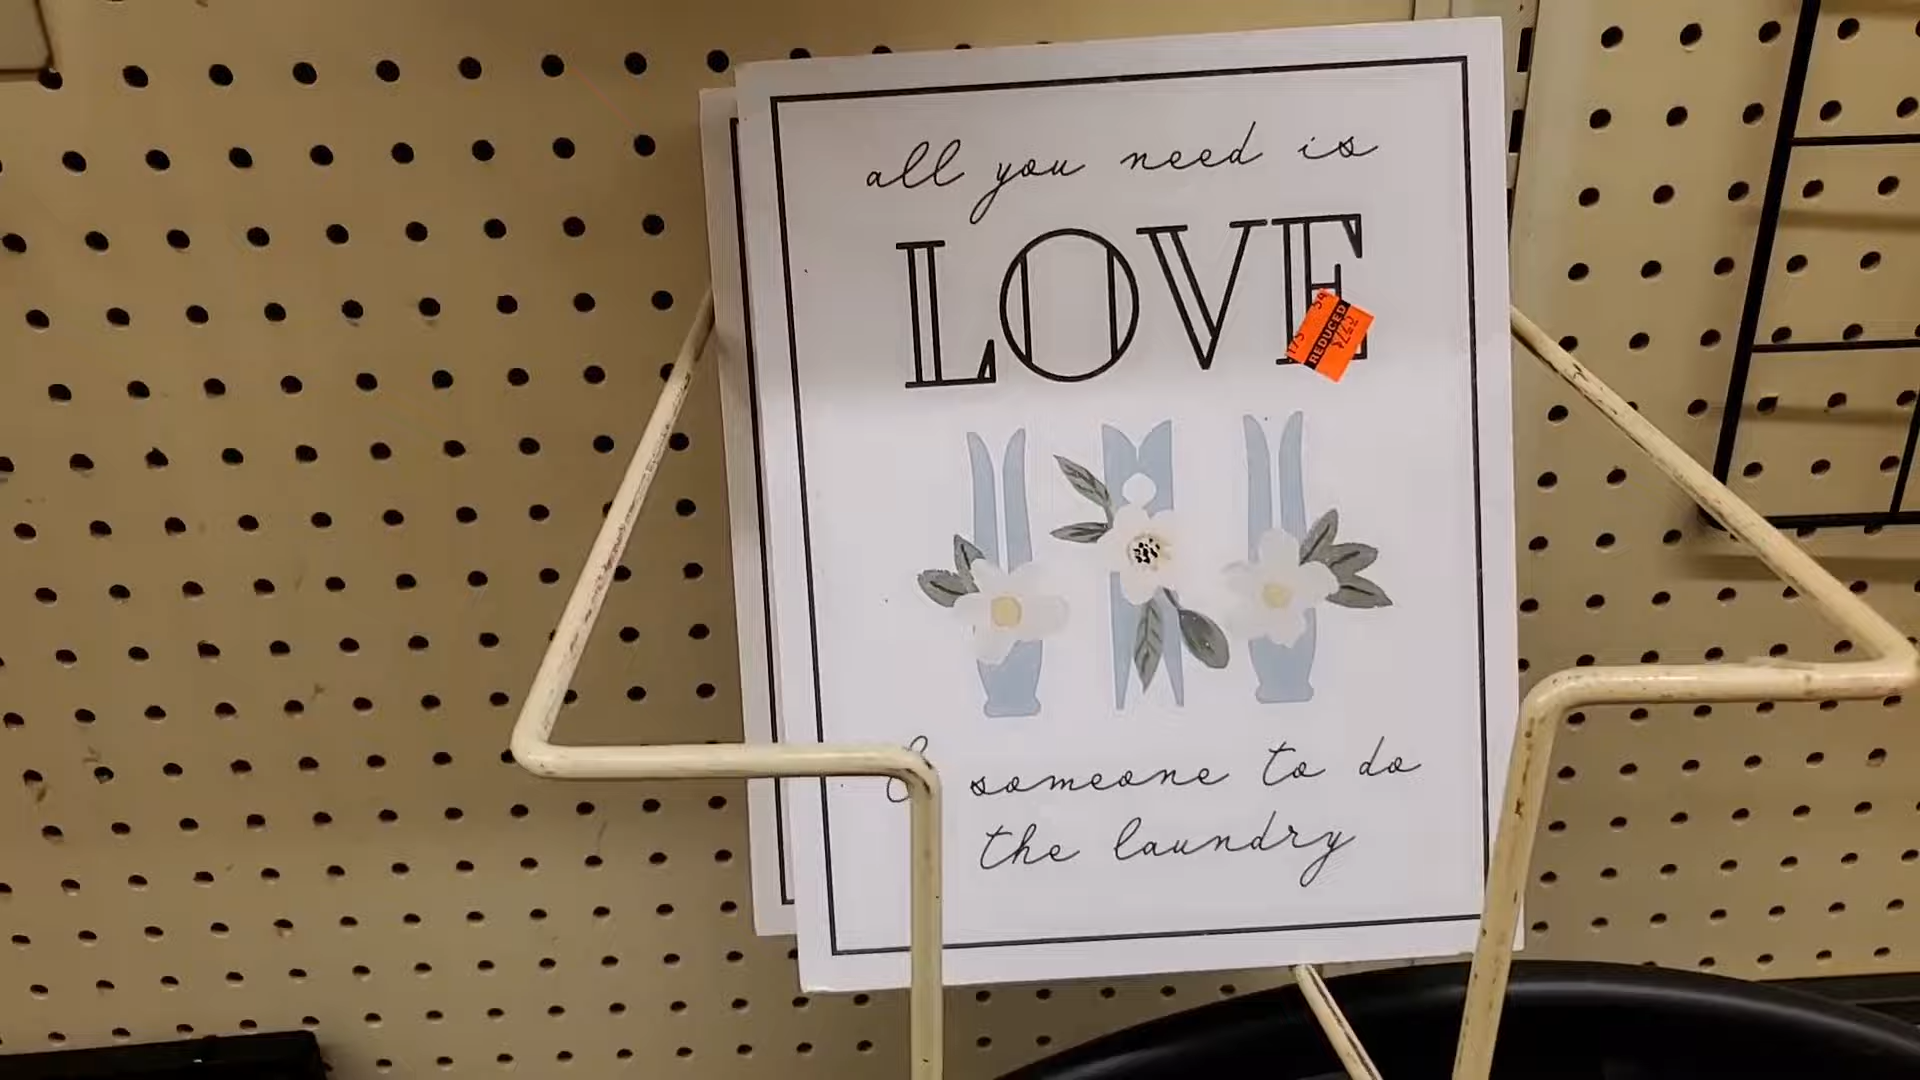 all you need is
LOVE
REDUCED
& someone to do
the laundry